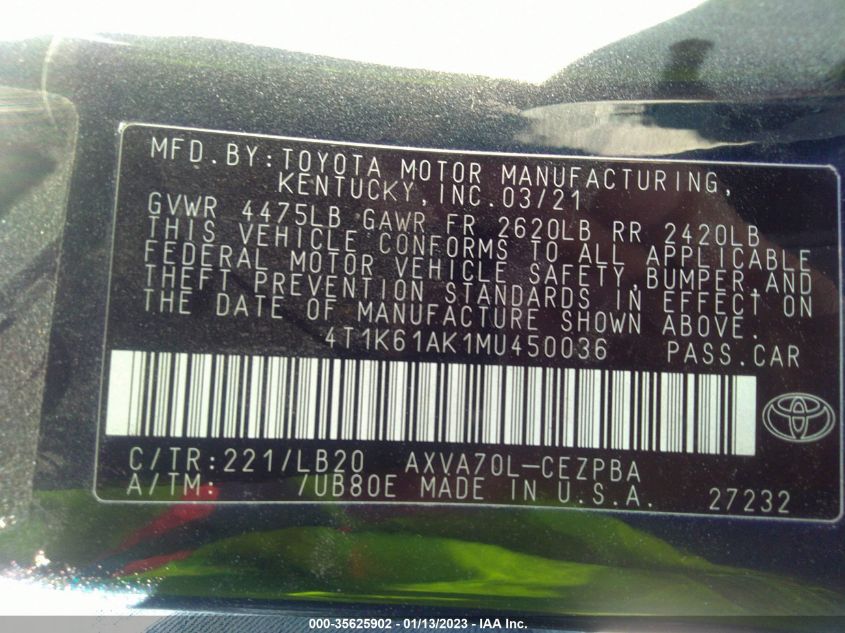 MFD.BY:TOYOTA MOTOR MANUFACTURING,
KENTUCKY,INC.03/21
GVWR 4475LB GAWR FR 2620LB RR 2420LB
THIS VEHICLE CONFORMS TO ALL APPLICABLE
FEDERAL MOTOR VEHICLE SAFETY,BUMPER,AND
THEFT PREVENTION STANDARDS IN EFFECT ON
THE DATE OF MANUFACTURE SHOWN ABOVE.
4T1K61AK1MU450036 PASS.CAR
C/TR:221/LB20 AXVA70L-CEZPBA
A/TM: /UB80E MADE IN U.S.A. 27232
000-35625902 - 01/13/2023 - IAA Inc.